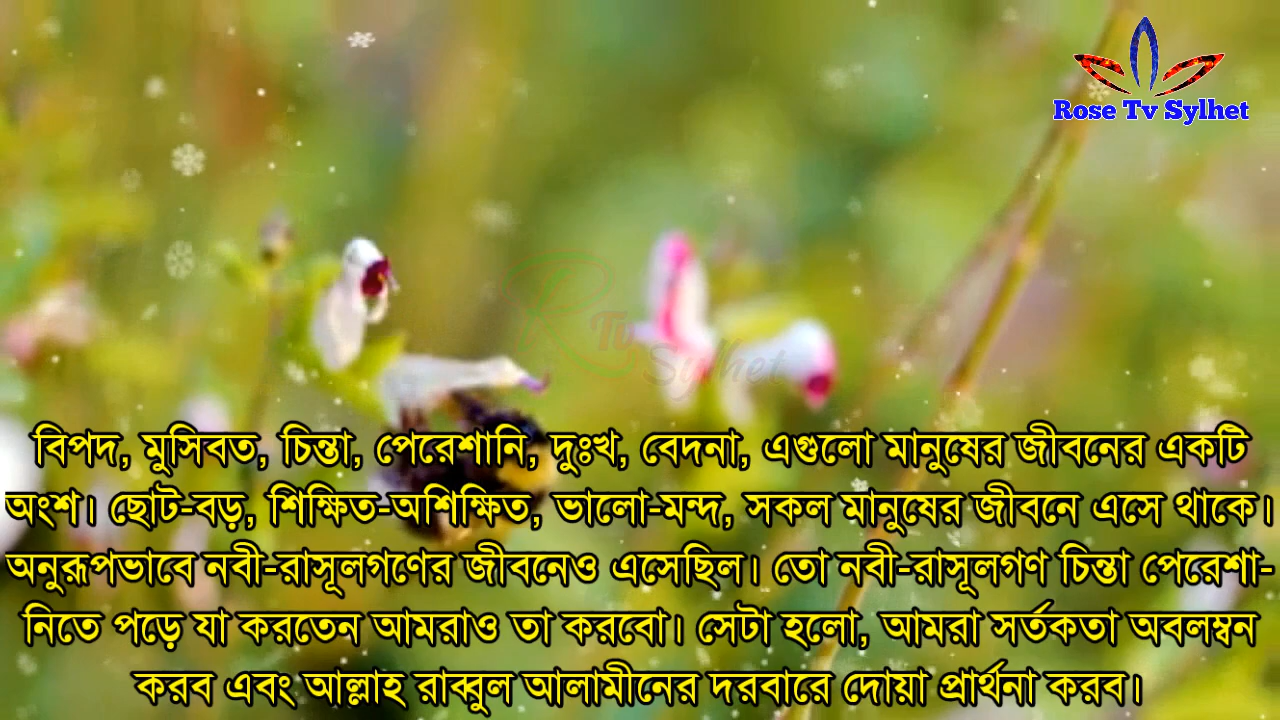 Rose Tv Sylhet
R Tv Sylhet
বিপদ, মুসিবত, চিন্তা, পেরেশানি, দুঃখ, বেদনা, এগুলো মানুষের জীবনের একটি
অংশ। ছোট-বড়, শিক্ষিত-অশিক্ষিত, ভালো-মন্দ, সকল মানুষের জীবনে এসে থাকে।
অনুরূপভাবে নবী-রাসূলগণের জীবনেও এসেছিল। তো নবী-রাসূলগণ চিন্তা পেরেশা-
নিতে পড়ে যা করতেন আমরাও তা করবো। সেটা হলো, আমরা সর্তকতা অবলম্বন
করব এবং আল্লাহ রাব্বুল আলামীনের দরবারে দোয়া প্রার্থনা করব।